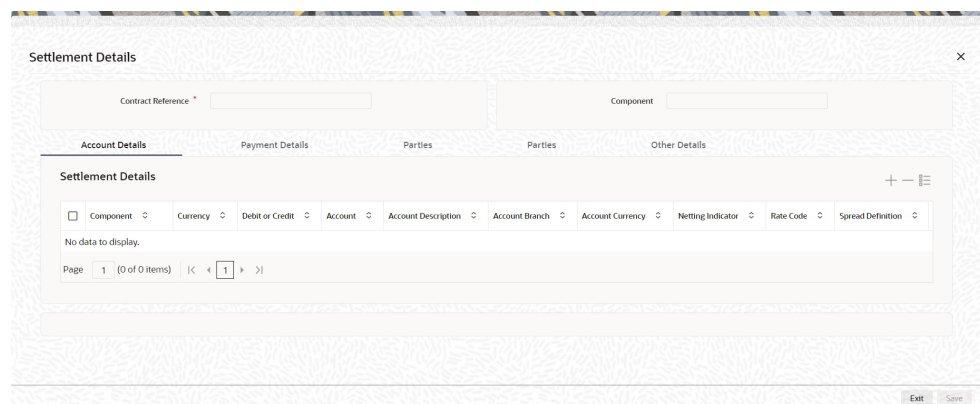 Settlement Details
Contract Reference *
Component
Account Details Payment Details Parties Parties Other Details
Settlement Details
Component Currency Debit or Credit Account Account Description Account Branch Account Currency Netting Indicator Rate Code Spread Definition
No data to display.
Page 1 (0 of 0 items) 1
Exit Save